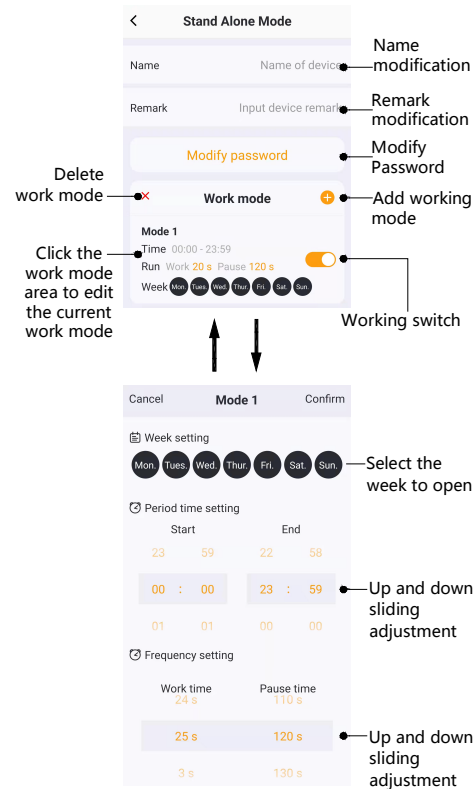 Stand Alone Mode
Name
Name of device
Name
modification
Remark
Input device remark
Remark
modification
Modify password
Modify
Password
Delete
work mode
Work mode
Add working
mode
Mode 1
Time 00:00 - 23:59
Run Work 20 s Pause 120 s
Week Mon. Tues. Wed. Thur. Fri. Sat. Sun.
Click the
work mode
area to edit
the current
work mode
Working switch
Cancel
Mode 1
Confirm
Week setting
Mon. Tues. Wed. Thur. Fri. Sat. Sun.
Select the
week to open
Period time setting
Start
End
23 59 22 58
00 : 00 23 : 59
01 01 00 00
Up and down
sliding
adjustment
Frequency setting
Work time
Pause time
24 s 110 s
25 s 120 s
3 s 130 s
Up and down
sliding
adjustment